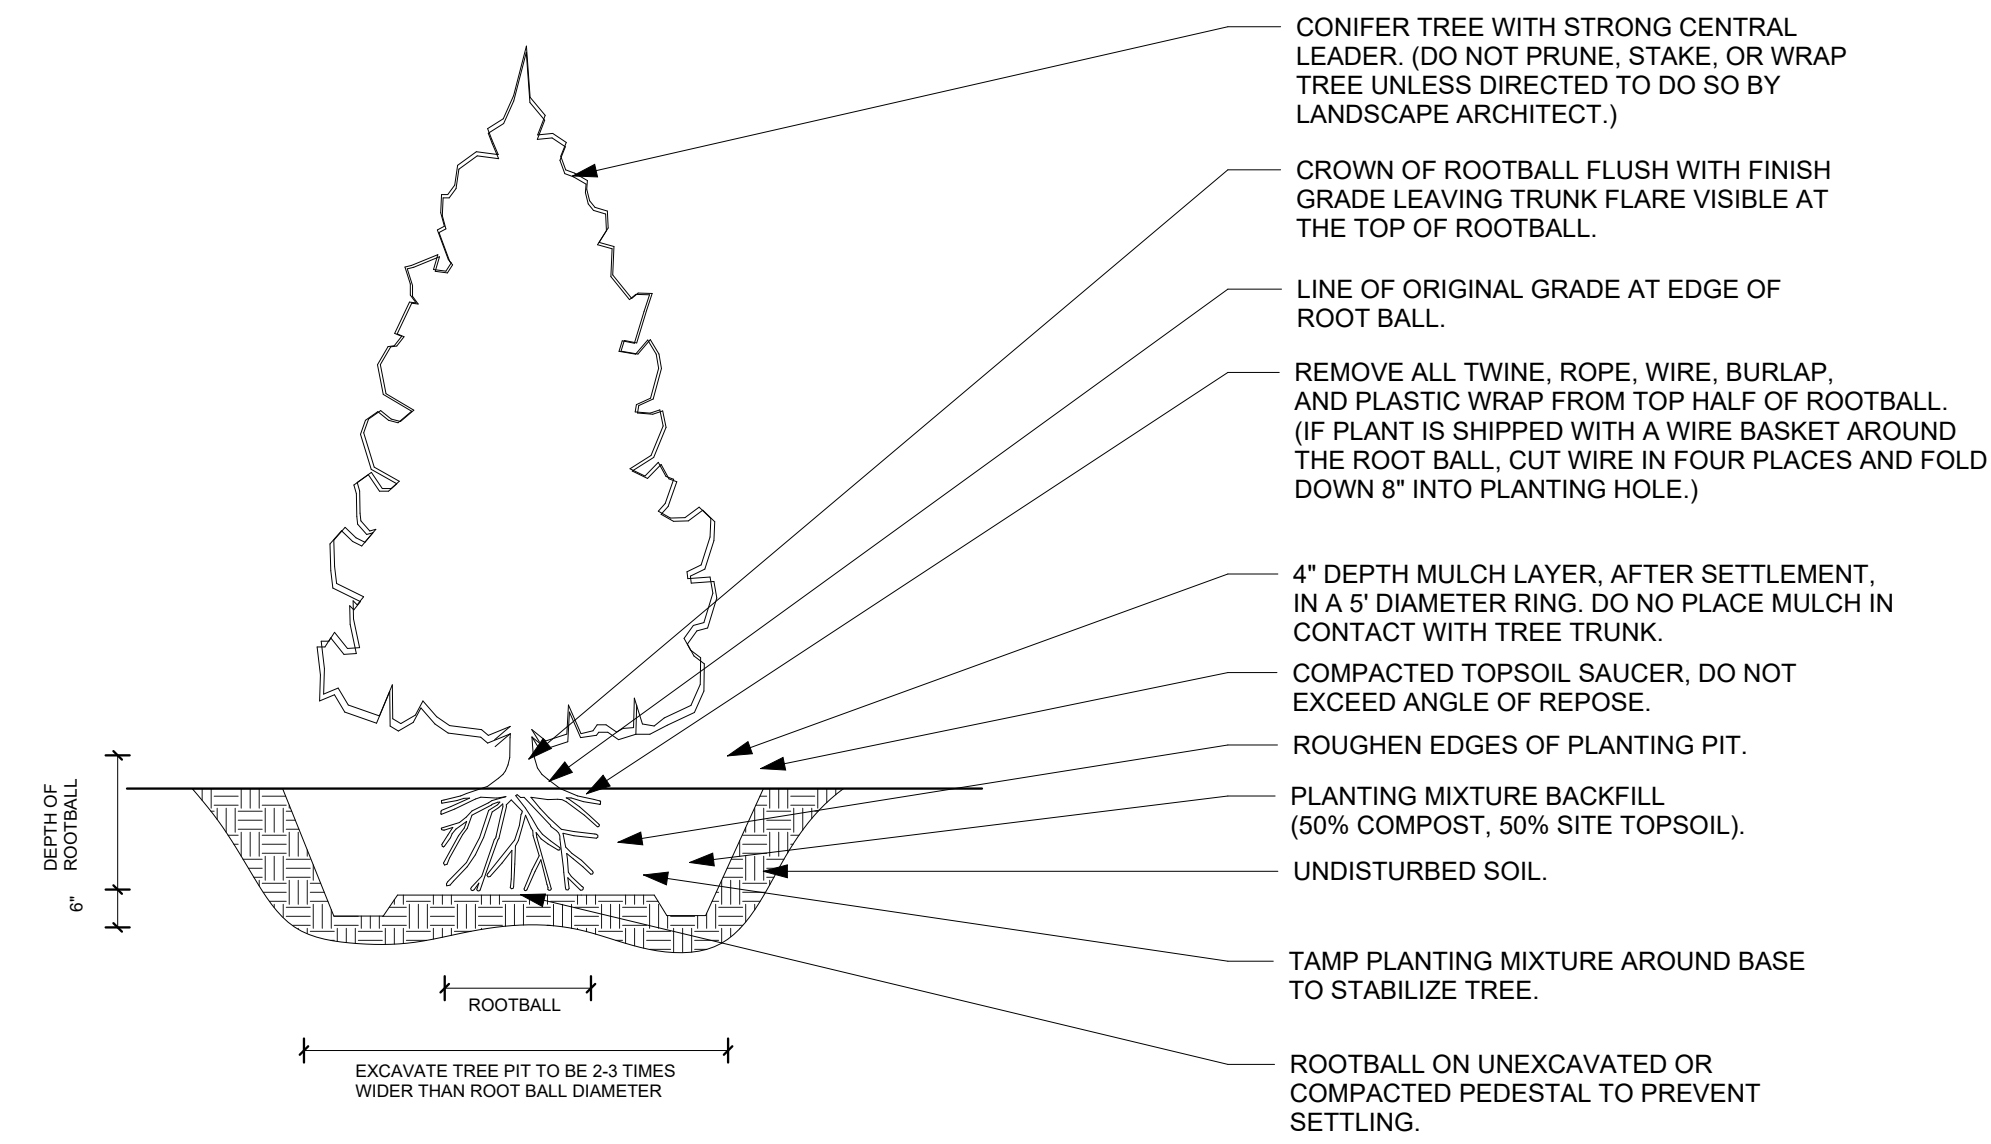 CONIFER TREE WITH STRONG CENTRAL
LEADER. (DO NOT PRUNE, STAKE, OR WRAP
TREE UNLESS DIRECTED TO DO SO BY
LANDSCAPE ARCHITECT.)
CROWN OF ROOTBALL FLUSH WITH FINISH
GRADE LEAVING TRUNK FLARE VISIBLE AT
THE TOP OF ROOTBALL.
LINE OF ORIGINAL GRADE AT EDGE OF
ROOT BALL.
REMOVE ALL TWINE, ROPE, WIRE, BURLAP,
AND PLASTIC WRAP FROM TOP HALF OF ROOTBALL.
(IF PLANT IS SHIPPED WITH A WIRE BASKET AROUND
THE ROOT BALL, CUT WIRE IN FOUR PLACES AND FOLD
DOWN 8" INTO PLANTING HOLE.)
4" DEPTH MULCH LAYER, AFTER SETTLEMENT,
IN A 5' DIAMETER RING. DO NO PLACE MULCH IN
CONTACT WITH TREE TRUNK.
COMPACTED TOPSOIL SAUCER, DO NOT
EXCEED ANGLE OF REPOSE.
ROUGHEN EDGES OF PLANTING PIT.
PLANTING MIXTURE BACKFILL
(50% COMPOST, 50% SITE TOPSOIL).
UNDISTURBED SOIL.
TAMP PLANTING MIXTURE AROUND BASE
TO STABILIZE TREE.
ROOTBALL ON UNEXCAVATED OR
COMPACTED PEDESTAL TO PREVENT
SETTLING.
DEPTH OF
ROOTBALL
6"
ROOTBALL
EXCAVATE TREE PIT TO BE 2-3 TIMES
WIDER THAN ROOT BALL DIAMETER